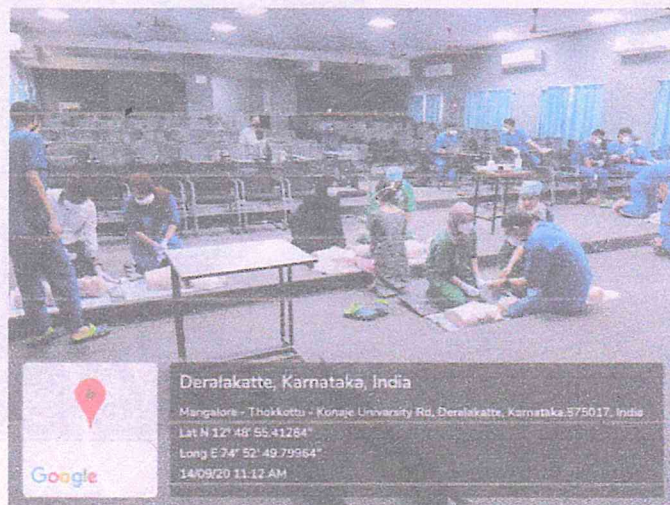 Deralakatte, Karnataka, India
Mangalore - Thokkottu - Konaje University Rd, Deralakatte, Karnataka 575017, India
Lat N 12° 48' 55.41264"
Long E 74° 52' 49.79964"
14/09/20 11:12 AM
Google